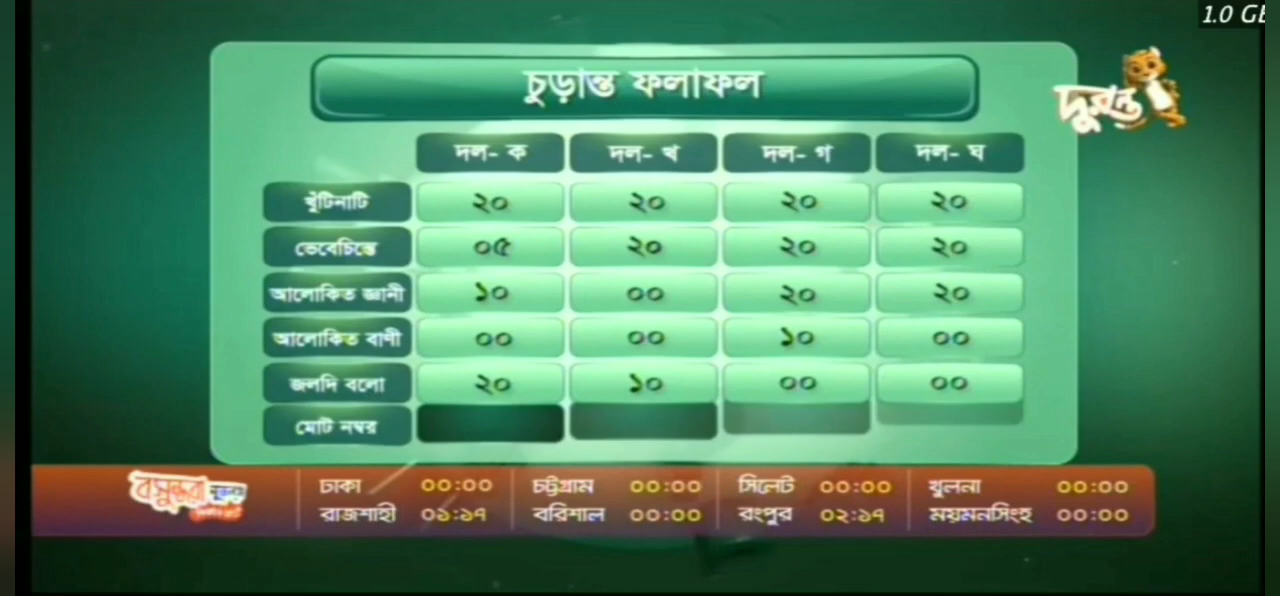 1.0 GB
চুড়ান্ত ফলাফল
দুরন্ত
দল- ক দল- খ দল- গ দল- ঘ
খুঁটিনাটি ২০ ২০ ২০ ২০
ভেবেচিন্তে ০৫ ২০ ২০ ২০
আলোকিত জ্ঞানী ১০ ০০ ২০ ২০
আলোকিত বাণী ০০ ০০ ১০ ০০
জলদি বলো ২০ ১০ ০০ ০০
মোট নম্বর
বসুন্ধরা
ঢাকা ০০:০০ চট্টগ্রাম ০০:০০ সিলেট ০০:০০ খুলনা ০০:০০
রাজশাহী ০১:১৭ বরিশাল ০০:০০ রংপুর ০২:১৭ ময়মনসিংহ ০০:০০